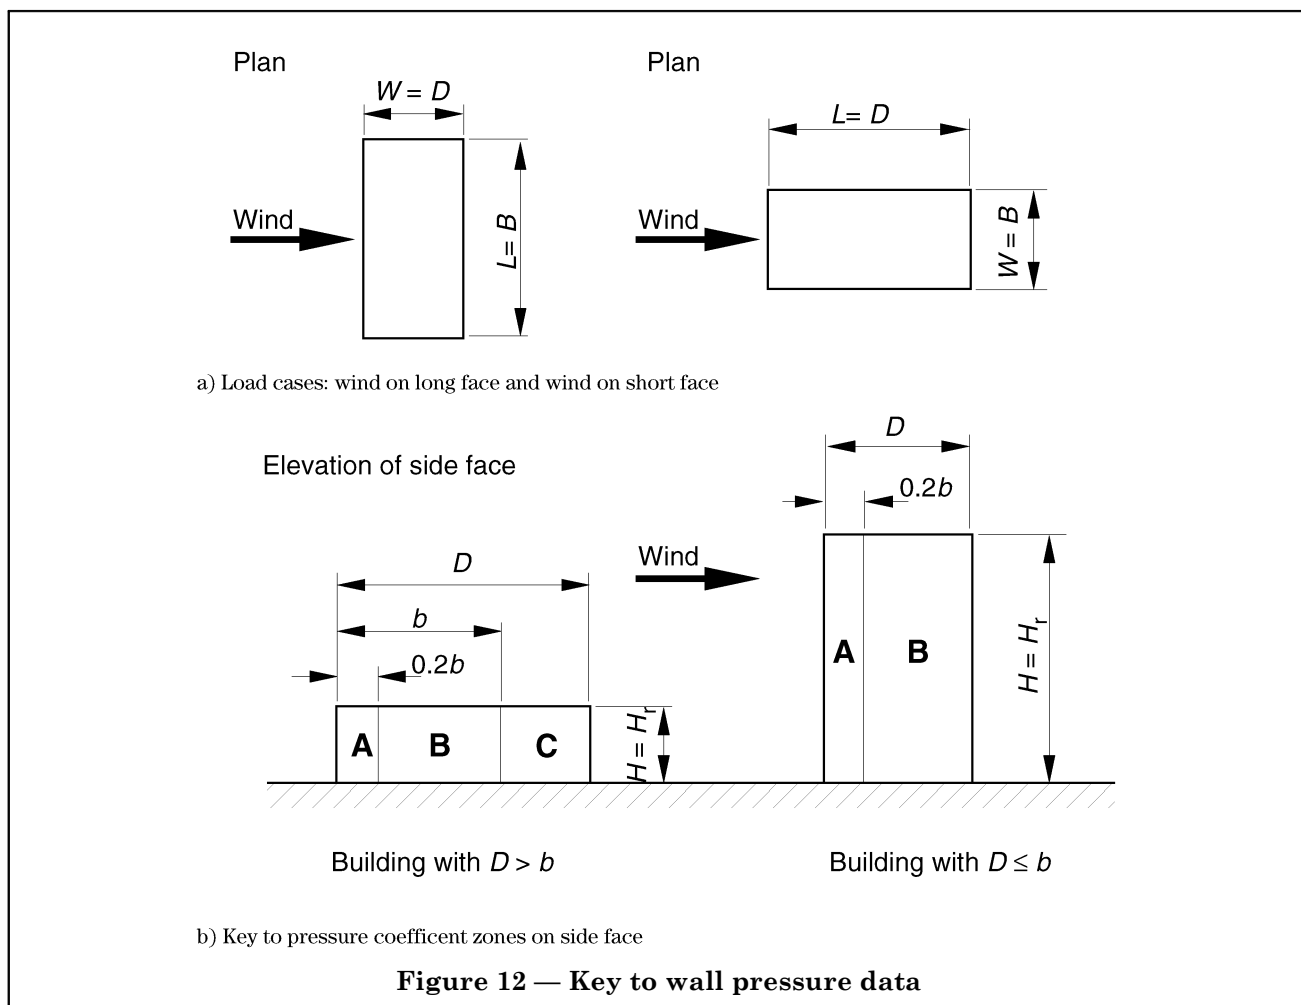 Plan
Plan
W = D
L= D
Wind
L= B
Wind
W = B
a) Load cases: wind on long face and wind on short face
D
Elevation of side face
0.2b
Wind
D
b
0.2b
A
B
C
H = Hr
A
B
H = Hr
Building with D > b
Building with D ≤ b
b) Key to pressure coefficent zones on side face
Figure 12 — Key to wall pressure data